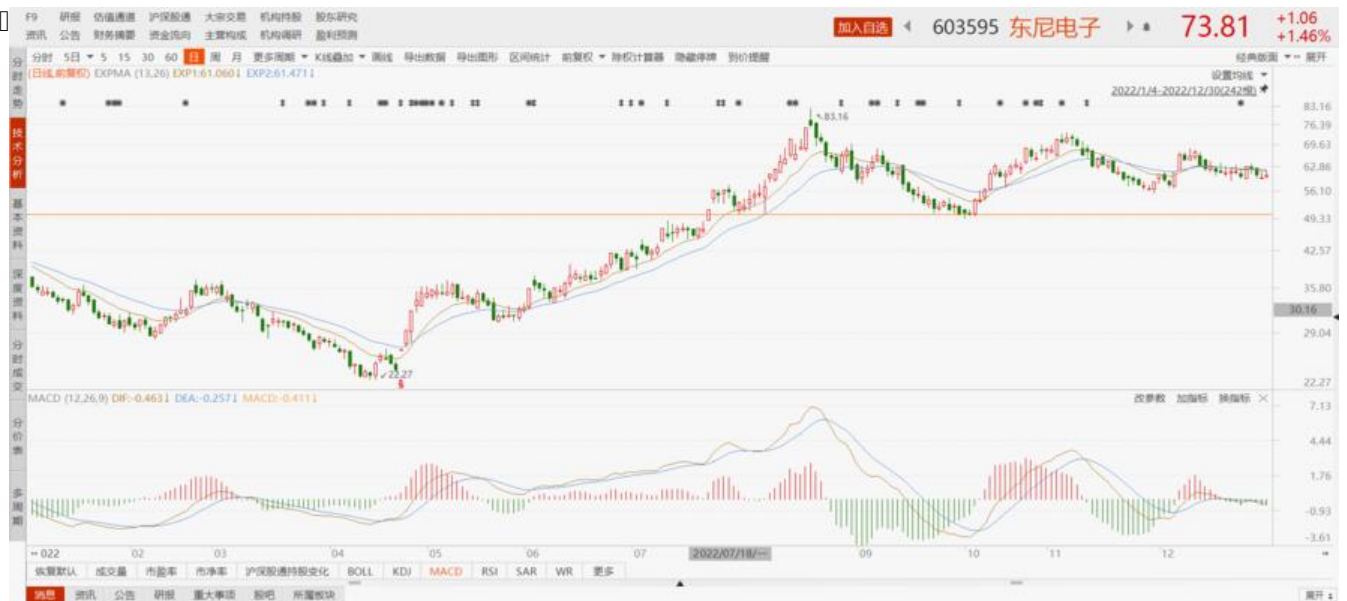 F9 研报 估值通道 沪深股通 大宗交易 机构持股 股东研究
资讯 公告 财务摘要 资金流向 主营构成 机构调研 盈利预测
加入自选 603595 东尼电子 73.81 +1.06
+1.46%
分时 5日 5 15 30 60 日 周 月 更多周期 K线叠加 画线 导出数据 导出图形 区间统计 前复权 除权计算器 隐藏停牌 到价提醒 经典版面 展开
(日线,前复权) EXPMA (13,26) EXP1:61.060↓ EXP2:61.471↓ 设置均线
2022/1/4-2022/12/30(242根)
分时走势
技术分析
基本资料
深度资料
分时成交
分价表
多周期
83.16
83.16
76.39
69.63
62.86
56.10
49.33
42.57
35.80
30.16
29.04
22.27
22.27
MACD (12,26,9) DIF:-0.463↓ DEA:-0.257↓ MACD:-0.411↓ 改参数 加指标 换指标
7.13
4.44
1.76
-0.93
-3.61
022 02 03 04 05 06 07 2022/07/18/一 09 10 11 12
恢复默认 成交量 市盈率 市净率 沪深股通持股变化 BOLL KDJ MACD RSI SAR WR 更多
消息 资讯 公告 研报 重大事项 股吧 所属板块 展开